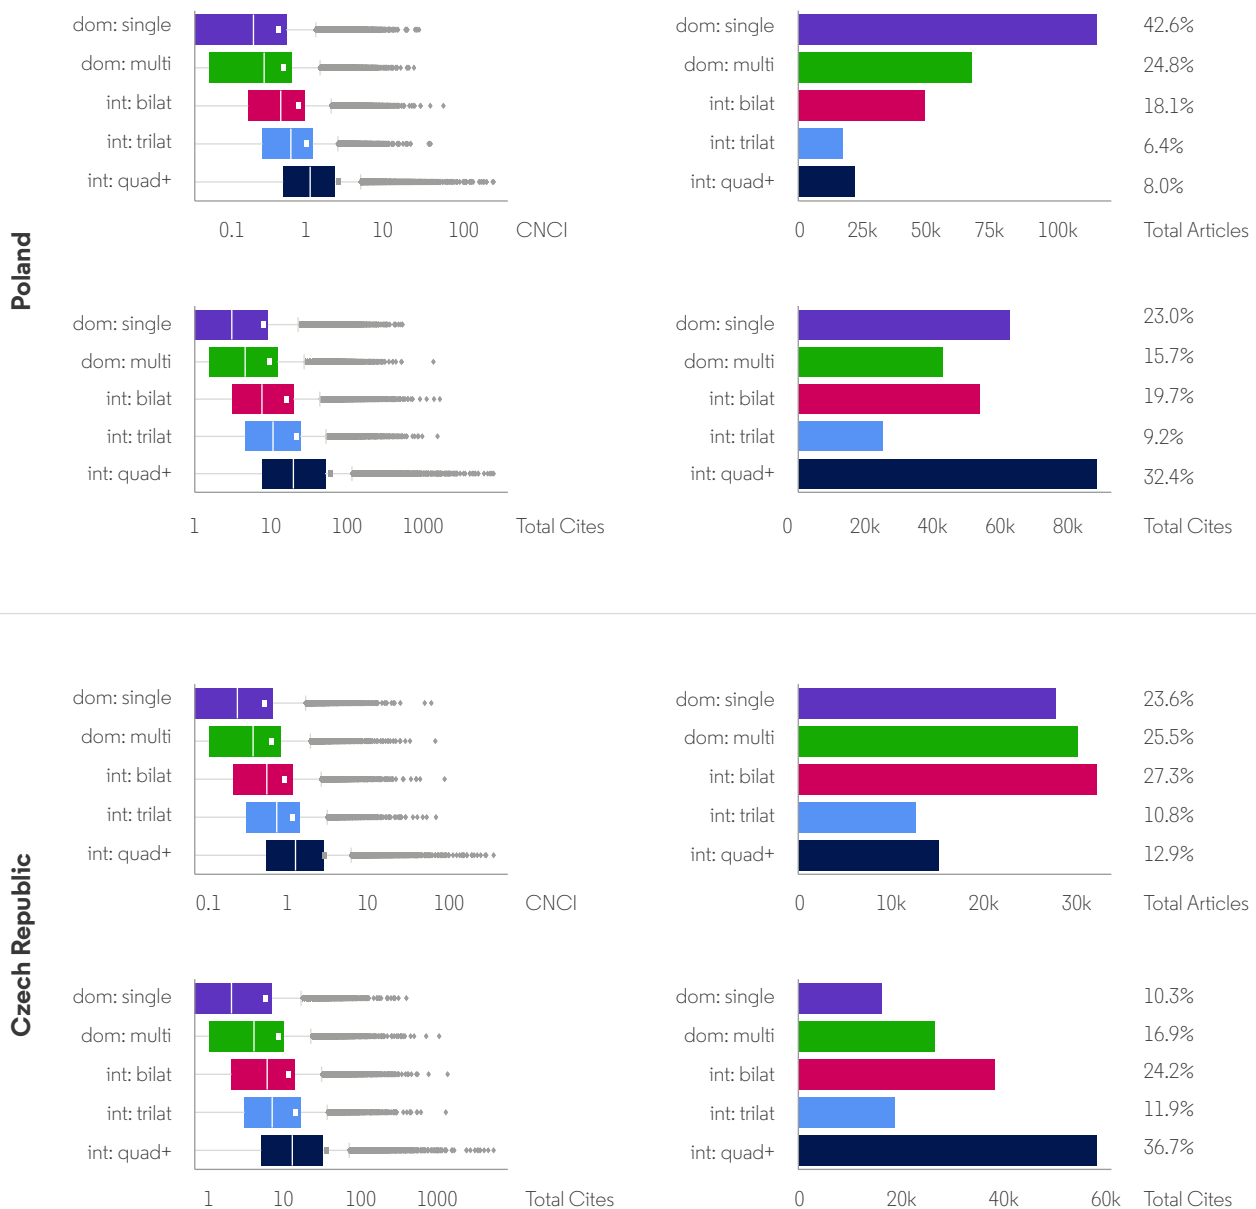 Poland
dom: single
dom: multi
int: bilat
int: trilat
int: quad+
0.1 1 10 100 CNCI
dom: single 42.6%
dom: multi 24.8%
int: bilat 18.1%
int: trilat 6.4%
int: quad+ 8.0%
0 25k 50k 75k 100k Total Articles
dom: single
dom: multi
int: bilat
int: trilat
int: quad+
1 10 100 1000 Total Cites
dom: single 23.0%
dom: multi 15.7%
int: bilat 19.7%
int: trilat 9.2%
int: quad+ 32.4%
0 20k 40k 60k 80k Total Cites
Czech Republic
dom: single
dom: multi
int: bilat
int: trilat
int: quad+
0.1 1 10 100 CNCI
dom: single 23.6%
dom: multi 25.5%
int: bilat 27.3%
int: trilat 10.8%
int: quad+ 12.9%
0 10k 20k 30k Total Articles
dom: single
dom: multi
int: bilat
int: trilat
int: quad+
1 10 100 1000 Total Cites
dom: single 10.3%
dom: multi 16.9%
int: bilat 24.2%
int: trilat 11.9%
int: quad+ 36.7%
0 20k 40k 60k Total Cites